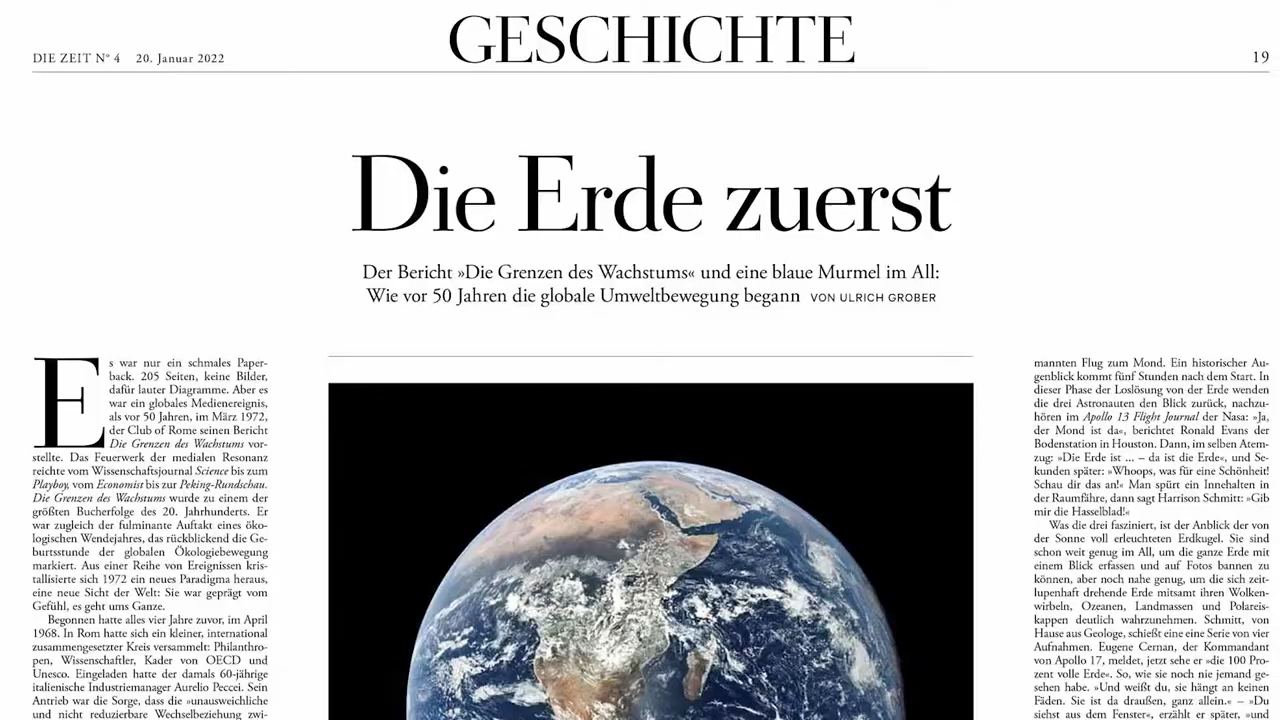 GESCHICHTE
DIE ZEIT N° 4 20. Januar 2022
19
Die Erde zuerst
Der Bericht »Die Grenzen des Wachstums« und eine blaue Murmel im All:
Wie vor 50 Jahren die globale Umweltbewegung begann VON ULRICH GROBER
Es war nur ein schmales Paper-
back. 205 Seiten, keine Bilder,
dafür lauter Diagramme. Aber es
war ein globales Medienereignis,
als vor 50 Jahren, im März 1972,
der Club of Rome seinen Bericht
Die Grenzen des Wachstums vor-
stellte. Das Feuerwerk der medialen Resonanz
reichte vom Wissenschaftsjournal Science bis zum
Playboy, vom Economist bis zur Peking-Rundschau.
Die Grenzen des Wachstums wurde zu einem der
größten Bucherfolge des 20. Jahrhunderts. Er
war zugleich der fulminante Auftakt eines öko-
logischen Wendejahres, das rückblickend die Ge-
burtsstunde der globalen Ökologiebewegung
markiert. Aus einer Reihe von Ereignissen kris-
tallisierte sich 1972 ein neues Paradigma heraus,
eine neue Sicht der Welt: Sie war geprägt vom
Gefühl, es geht ums Ganze.
Begonnen hatte alles vier Jahre zuvor, im April
1968. In Rom hatte sich ein kleiner, international
zusammengesetzter Kreis versammelt: Philanthro-
pen, Wissenschaftler, Kader von OECD und
Unesco. Eingeladen hatte der damals 60-jährige
italienische Industriemanager Aurelio Peccei. Sein
Antrieb war die Sorge, dass die »unausweichliche
und nicht reduzierbare Wechselbeziehung zwi-
mannten Flug zum Mond. Ein historischer Au-
genblick kommt fünf Stunden nach dem Start. In
dieser Phase der Loslösung von der Erde wenden
die drei Astronauten den Blick zurück, nachzu-
hören im Apollo 13 Flight Journal der Nasa: »Ja,
der Mond ist da«, berichtet Ronald Evans der
Bodenstation in Houston. Dann, im selben Atem-
zug: »Die Erde ist ... – da ist die Erde«, und Se-
kunden später: »Whoops, was für eine Schönheit!
Schau dir das an!« Man spürt ein Innehalten in
der Raumfähre, dann sagt Harrison Schmitt: »Gib
mir die Hasselblad!«
Was die drei fasziniert, ist der Anblick der von
der Sonne voll erleuchteten Erdkugel. Sie sind
schon weit genug im All, um die ganze Erde mit
einem Blick erfassen und auf Fotos bannen zu
können, aber noch nahe genug, um die sich zeit-
lupenhaft drehende Erde mitsamt ihren Wolken-
wirbeln, Ozeanen, Landmassen und Polareis-
kappen deutlich wahrzunehmen. Schmitt, von
Hause aus Geologe, schießt eine eine Serie von vier
Aufnahmen. Eugene Cernan, der Kommandant
von Apollo 17, meldet, jetzt sehe er »die 100 Pro-
zent volle Erde«. So, wie sie noch nie jemand ge-
sehen habe. »Und weißt du, sie hängt an keinen
Fäden. Sie ist da draußen, ganz allein.« – »Du
siehst aus dem Fenster«, erzählt er später, »und